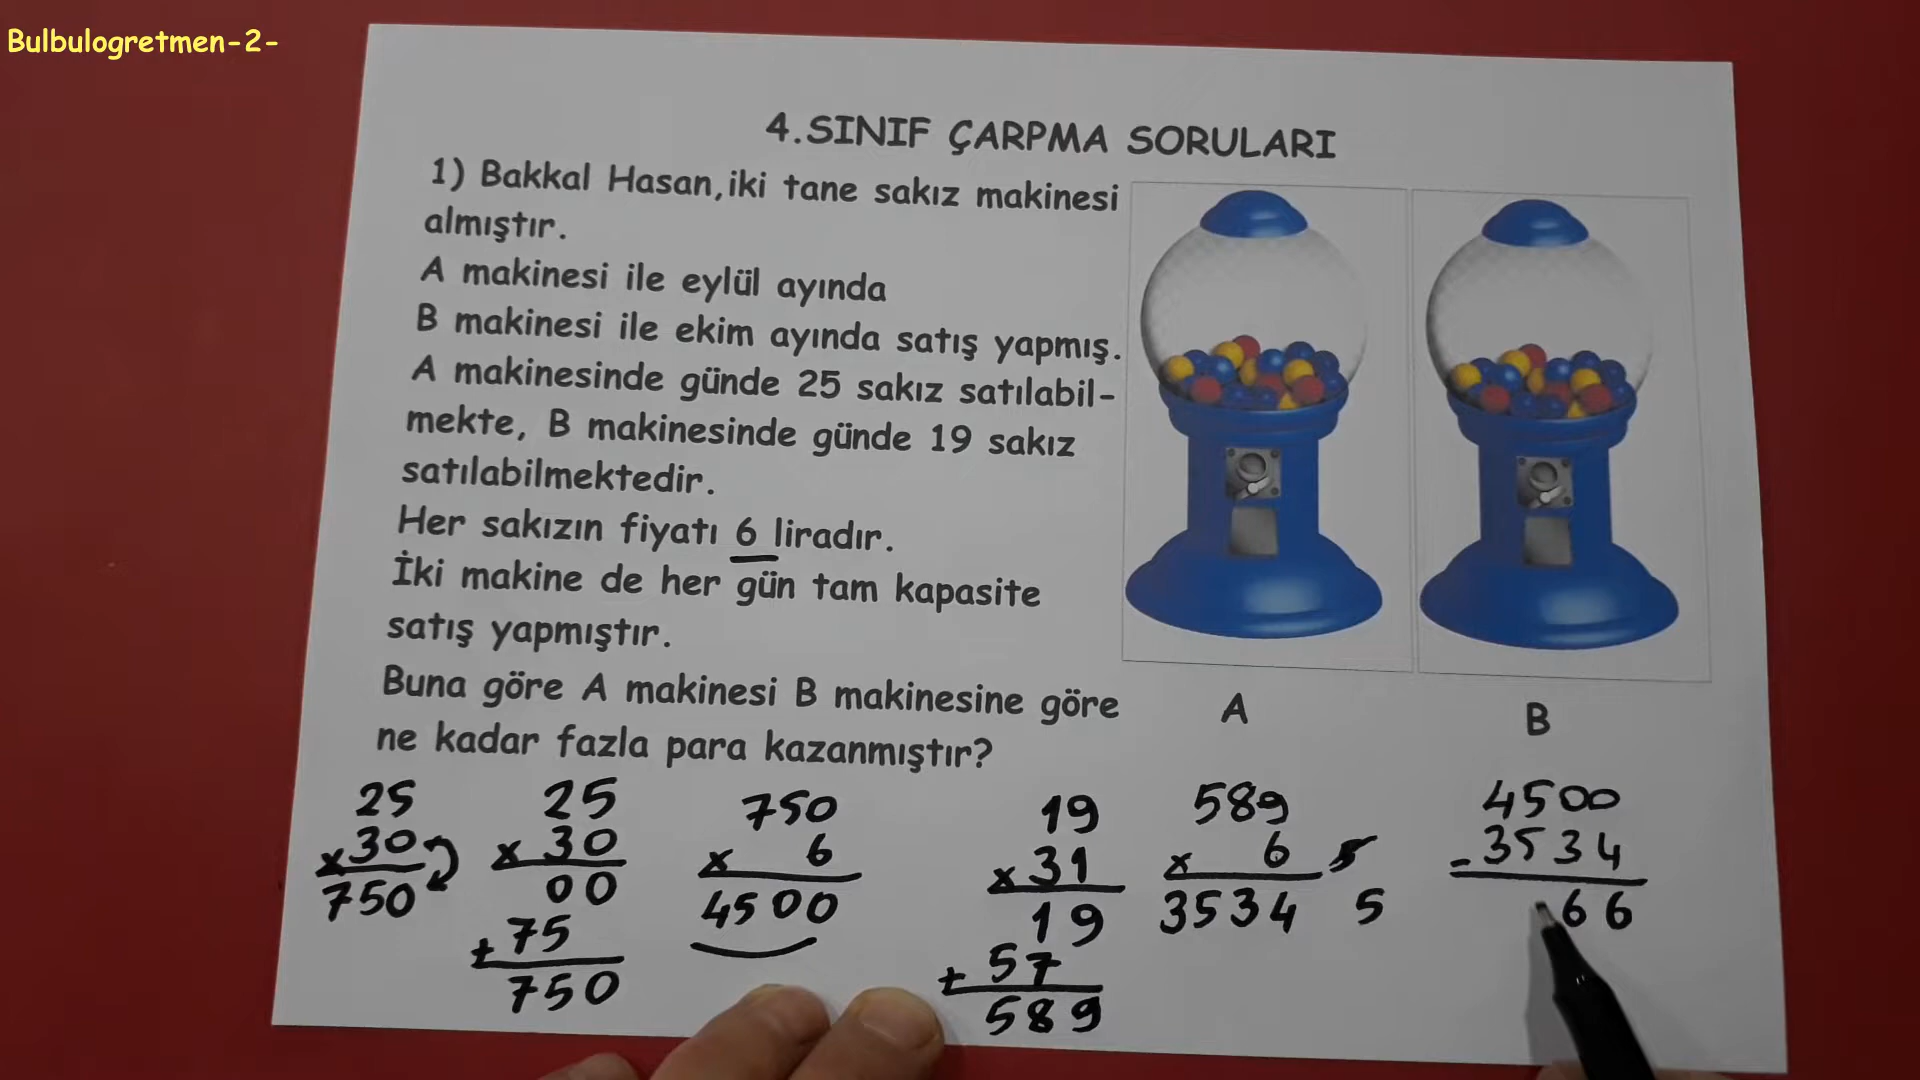 Bulbulogretmen-2-
4.SINIF ÇARPMA SORULARI
1) Bakkal Hasan,iki tane sakız makinesi
almıştır.
A makinesi ile eylül ayında
B makinesi ile ekim ayında satış yapmış.
A makinesinde günde 25 sakız satılabil-
mekte, B makinesinde günde 19 sakız
satılabilmektedir.
Her sakızın fiyatı 6 liradır.
İki makine de her gün tam kapasite
satış yapmıştır.
Buna göre A makinesi B makinesine göre
ne kadar fazla para kazanmıştır?
A
B
25
x 30
750
25
x 30
00
+ 75
750
750
x 6
4500
19
x 31
19
+ 57
589
589
x 6
3534
5
5
4500
- 3534
66